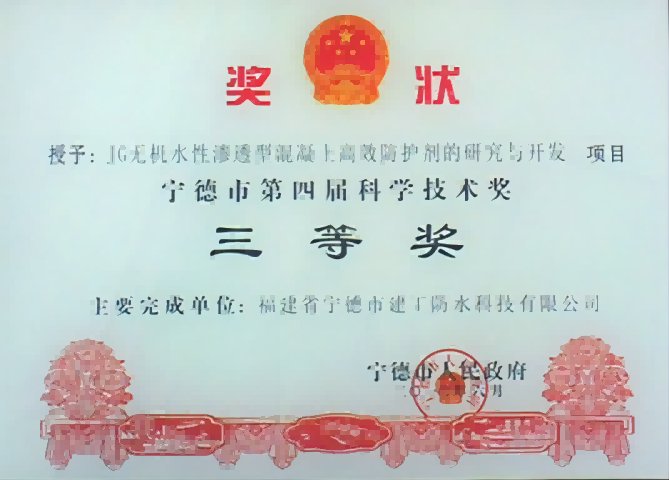 奖状
授予：JG无机水性渗透型混凝土高效防护剂的研究与开发 项目
宁德市第四届科学技术奖
三等奖
主要完成单位：福建省宁德市建工防水科技有限公司
宁德市人民政府
六月